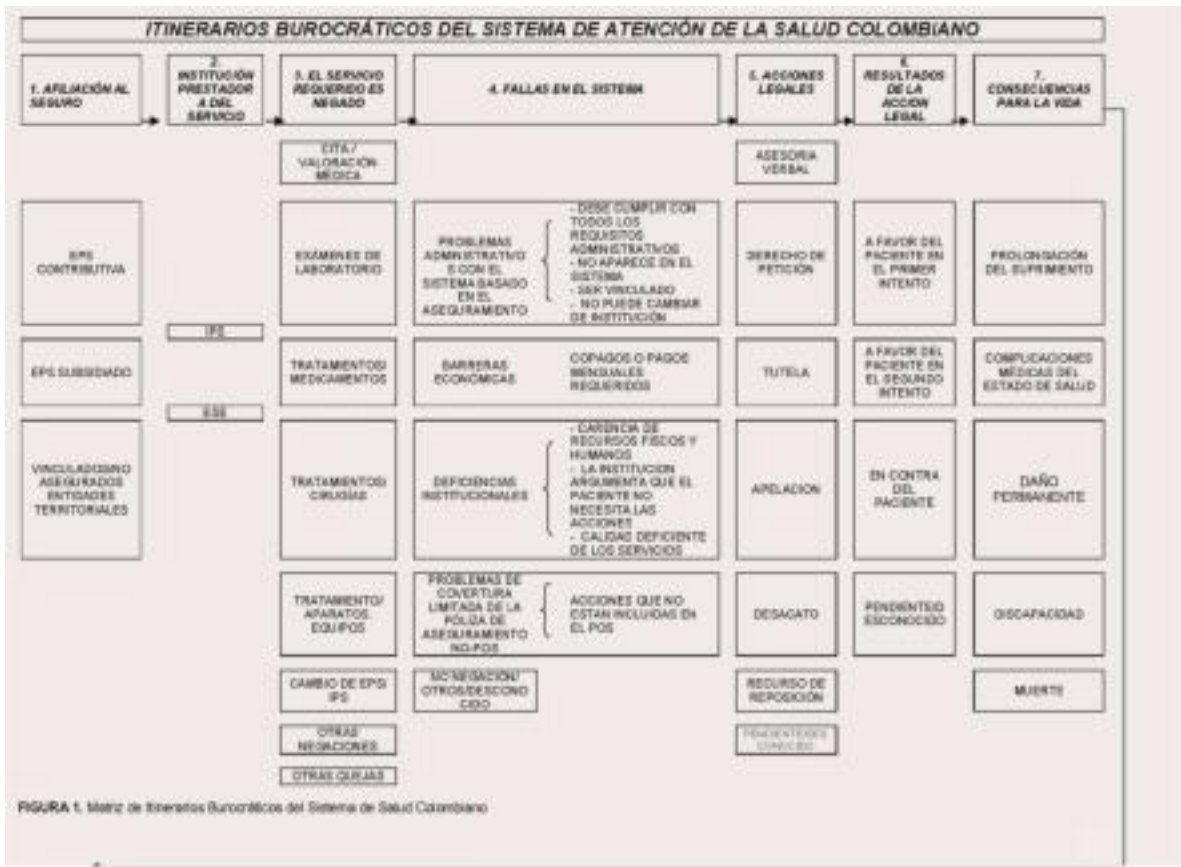 ITINERARIOS BUROCRÁTICOS DEL SISTEMA DE ATENCIÓN DE LA SALUD COLOMBIANO
1. AFILIACIÓN AL
SEGURO
2.
INSTITUCIÓN
PRESTADOR
A DEL
SERVICIO
3. EL SERVICIO
REQUERIDO ES
NEGADO
4. FALLAS EN EL SISTEMA
5. ACCIONES
LEGALES
6.
RESULTADOS
DE LA
ACCION
LEGAL
7.
CONSECUENCIAS
PARA LA VIDA
EPS
CONTRIBUTIVA
EPS SUBSIDIADO
VINCULADOS/NO
ASEGURADOS
ENTIDADES
TERRITORIALES
IPS
ESE
CITA /
VALORACIÓN
MÉDICA
EXÁMENES DE
LABORATORIO
TRATAMIENTOS/
MEDICAMENTOS
TRATAMIENTOS/
CIRUGÍAS
TRATAMIENTO/
APARATOS,
EQUIPOS
CAMBIO DE EPS/
IPS
OTRAS
NEGACIONES
OTRAS QUEJAS
PROBLEMAS
ADMINISTRATIVO
S CON EL
SISTEMA BASADO
EN EL
ASEGURAMIENTO
- DEBE CUMPLIR CON
TODOS LOS
REQUISITOS
ADMINISTRATIVOS
- NO APARECE EN EL
SISTEMA
- SER VINCULADO
- NO PUEDE CAMBIAR
DE INSTITUCIÓN
BARRERAS
ECONÓMICAS
COPAGOS O PAGOS
MENSUALES
REQUERIDOS
DEFICIENCIAS
INSTITUCIONALES
- CARENCIA DE
RECURSOS FISCOS Y
HUMANOS
- LA INSTITUCION
ARGUMENTA QUE EL
PACIENTE NO
NECESITA LAS
ACCIONES
- CALIDAD DEFICIENTE
DE LOS SERVICIOS
PROBLEMAS DE
COVERTURA
LIMITADA DE LA
POLIZA DE
ASEGURAMIENTO
NO-POS
ACCIONES QUE NO
ESTAN INCLUIDAS EN
EL POS
NO NEGACIÓN/
OTROS/DESCONO
CIDO
ASESORIA
VERBAL
DERECHO DE
PETICIÓN
TUTELA
APELACION
DESACATO
RECURSO DE
REPOSICIÓN
PENDIENTE/DES
CONOCIDO
A FAVOR DEL
PACIENTE EN
EL PRIMER
INTENTO
A FAVOR DEL
PACIENTE EN
EL SEGUNDO
INTENTO
EN CONTRA
DEL
PACIENTE
PENDIENTE/D
ESCONOCIDO
PROLONGACIÓN
DEL SUFRIMIENTO
COMPLICACIONES
MÉDICAS DEL
ESTADO DE SALUD
DAÑO
PERMANENTE
DISCAPACIDAD
MUERTE
FIGURA 1. Matriz de Itinerarios Burocráticos del Sistema de Salud Colombiano